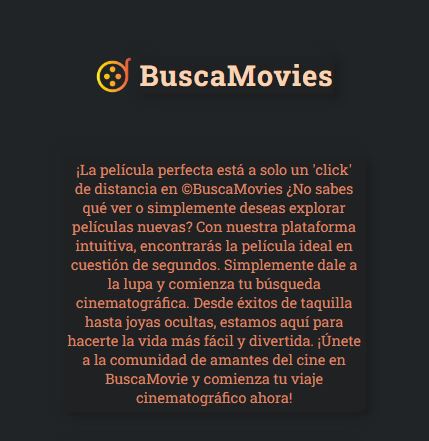 BuscaMovies
¡La película perfecta está a solo un 'click'
de distancia en ©BuscaMovies ¿No sabes
qué ver o simplemente deseas explorar
películas nuevas? Con nuestra plataforma
intuitiva, encontrarás la película ideal en
cuestión de segundos. Simplemente dale a
la lupa y comienza tu búsqueda
cinematográfica. Desde éxitos de taquilla
hasta joyas ocultas, estamos aquí para
hacerte la vida más fácil y divertida. ¡Únete
a la comunidad de amantes del cine en
BuscaMovie y comienza tu viaje
cinematográfico ahora!